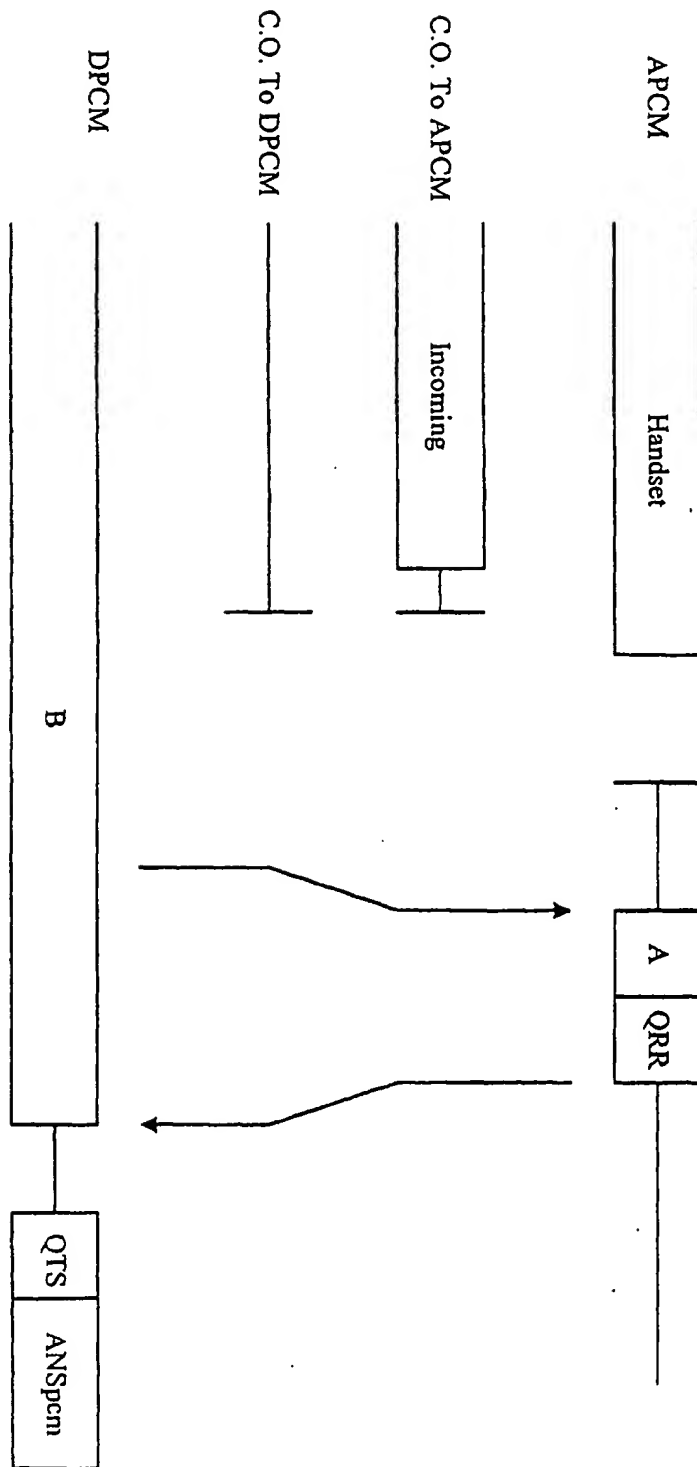 APCM
Handset
A
QRR
C.O. To APCM
Incoming
C.O. To DPCM
DPCM
B
QTS
ANSpcm